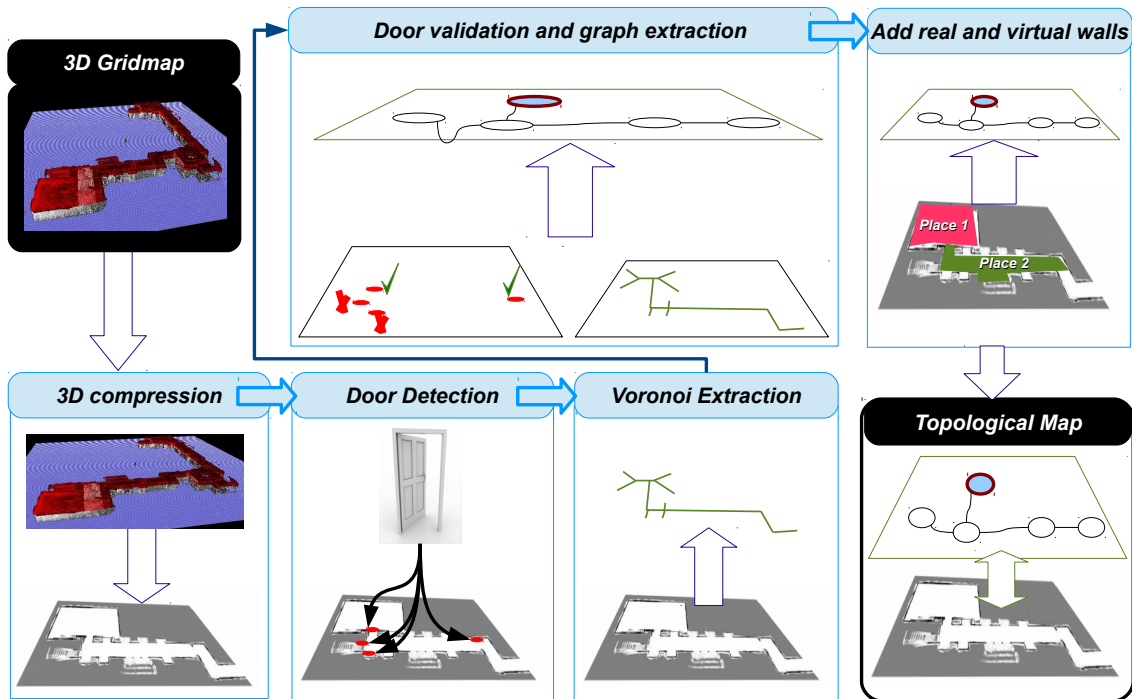 Door validation and graph extraction
Add real and virtual walls
3D Gridmap
Place 1
Place 2
3D compression
Door Detection
Voronoi Extraction
Topological Map